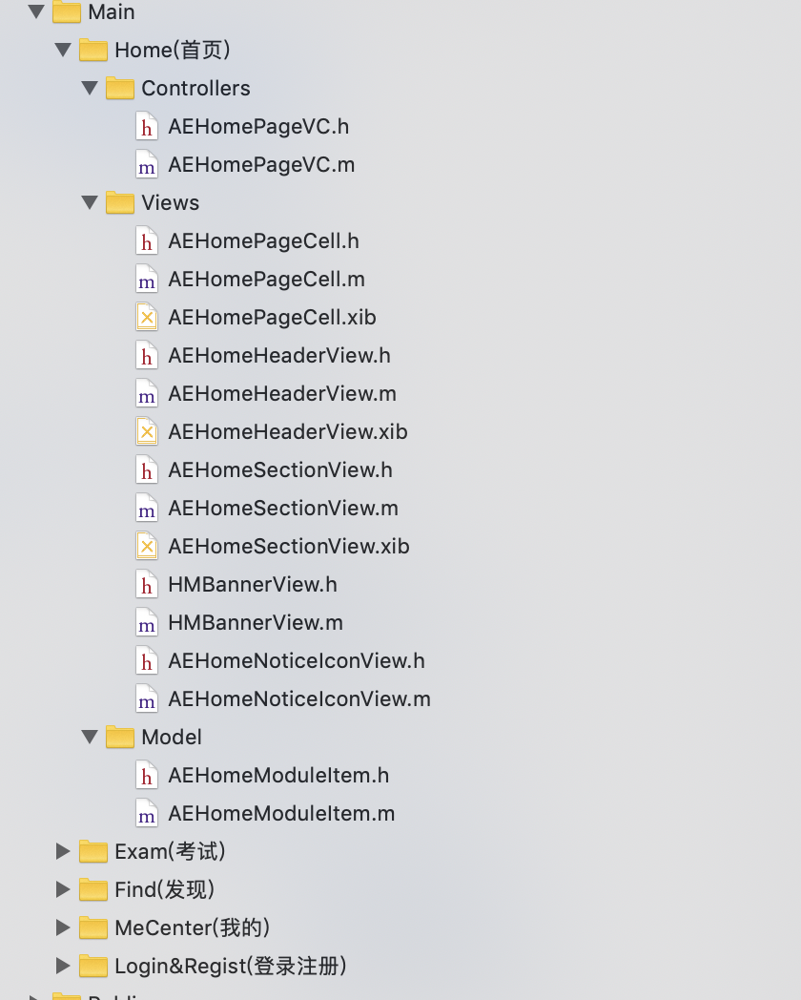 Main
Home(首页)
Controllers
h AEHomePageVC.h
m AEHomePageVC.m
Views
h AEHomePageCell.h
m AEHomePageCell.m
AEHomePageCell.xib
h AEHomeHeaderView.h
m AEHomeHeaderView.m
AEHomeHeaderView.xib
h AEHomeSectionView.h
m AEHomeSectionView.m
AEHomeSectionView.xib
h HMBannerView.h
m HMBannerView.m
h AEHomeNoticeIconView.h
m AEHomeNoticeIconView.m
Model
h AEHomeModuleItem.h
m AEHomeModuleItem.m
Exam(考试)
Find(发现)
MeCenter(我的)
Login&Regist(登录注册)